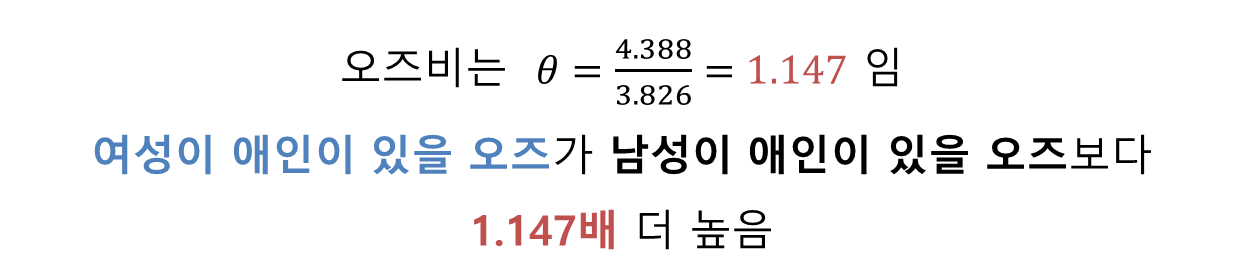 오즈비는 θ = 4.388/3.826 = 1.147 임
여성이 애인이 있을 오즈가 남성이 애인이 있을 오즈보다
1.147배 더 높음